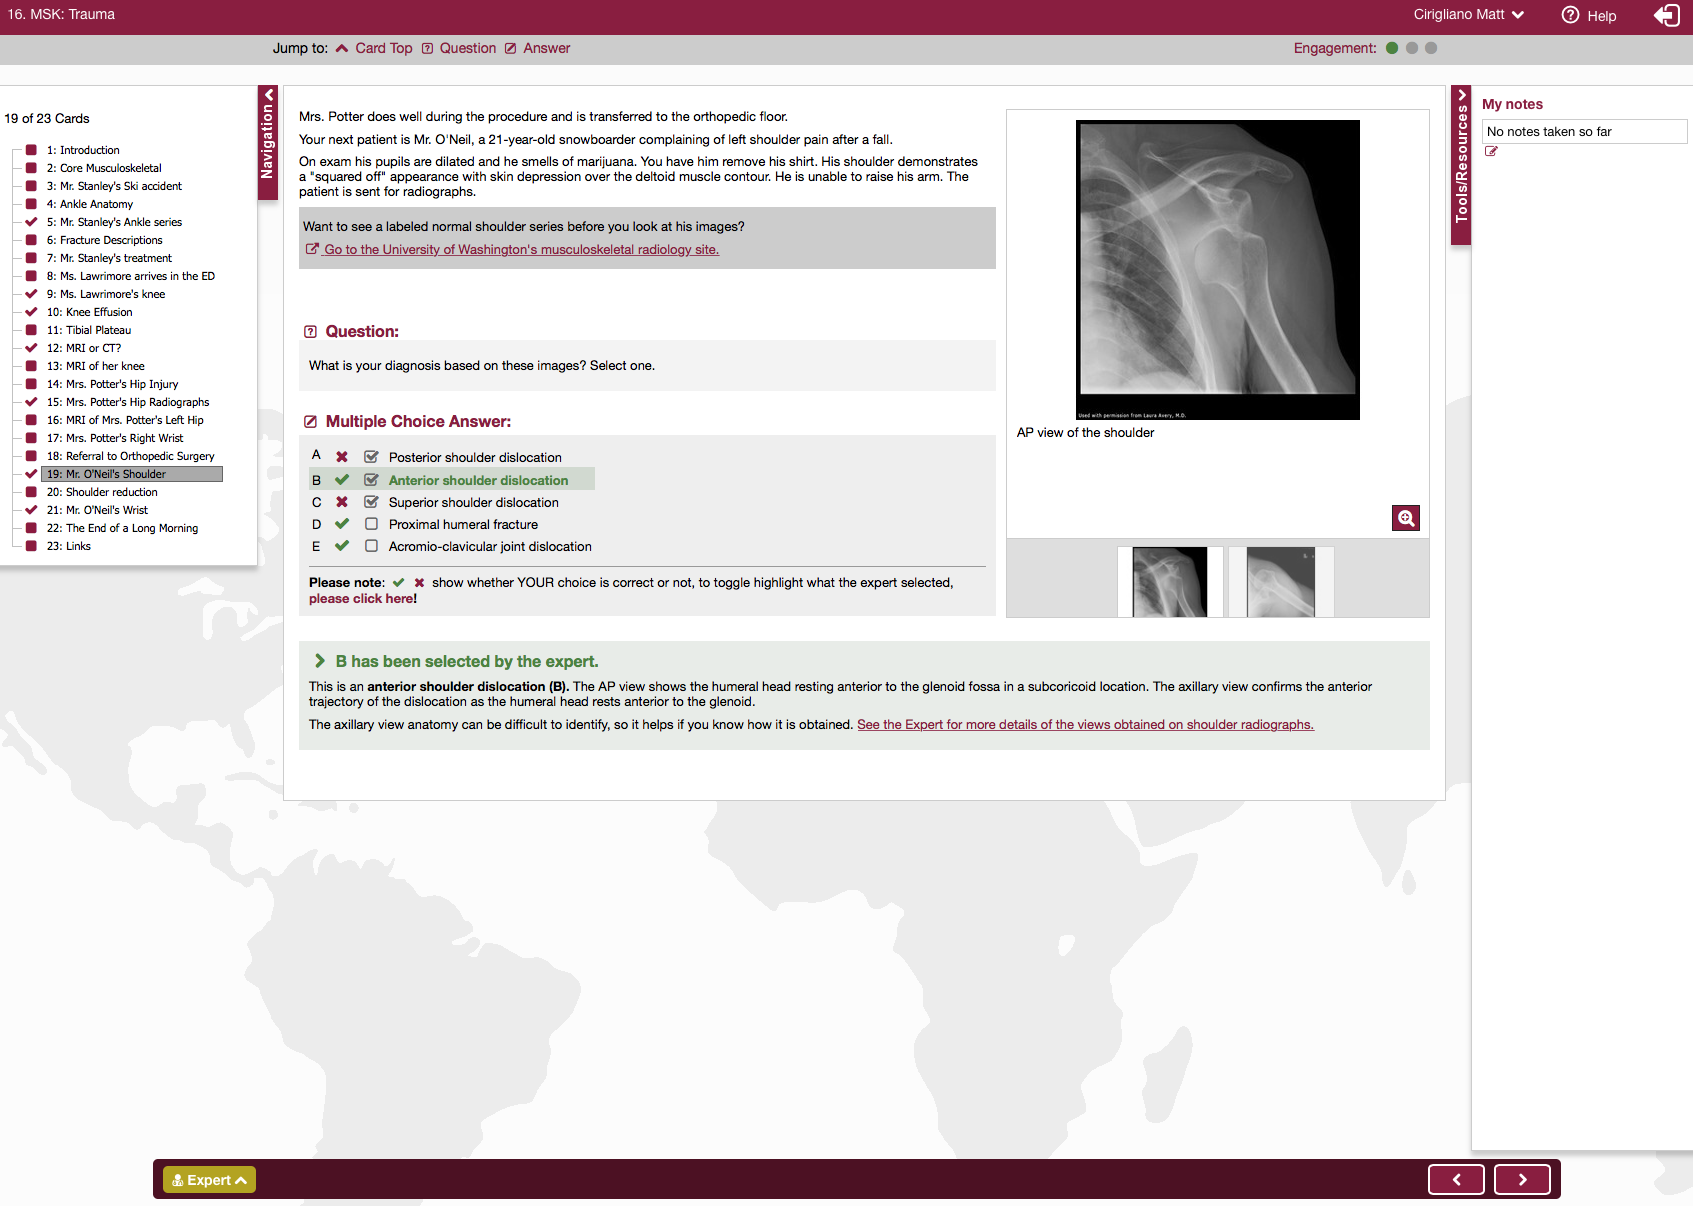 16. MSK: Trauma
Cirigliano Matt
Help
Jump to: Card Top Question Answer
Engagement:
19 of 23 Cards
1: Introduction
2: Core Musculoskeletal
3: Mr. Stanley's Ski accident
4: Ankle Anatomy
5: Mr. Stanley's Ankle series
6: Fracture Descriptions
7: Mr. Stanley's treatment
8: Ms. Lawrimore arrives in the ED
9: Ms. Lawrimore's knee
10: Knee Effusion
11: Tibial Plateau
12: MRI or CT?
13: MRI of her knee
14: Mrs. Potter's Hip Injury
15: Mrs. Potter's Hip Radiographs
16: MRI of Mrs. Potter's Left Hip
17: Mrs. Potter's Right Wrist
18: Referral to Orthopedic Surgery
19: Mr. O'Neil's Shoulder
20: Shoulder reduction
21: Mr. O'Neil's Wrist
22: The End of a Long Morning
23: Links
Navigation
Mrs. Potter does well during the procedure and is transferred to the orthopedic floor.
Your next patient is Mr. O'Neil, a 21-year-old snowboarder complaining of left shoulder pain after a fall.
On exam his pupils are dilated and he smells of marijuana. You have him remove his shirt. His shoulder demonstrates
a "squared off" appearance with skin depression over the deltoid muscle contour. He is unable to raise his arm. The
patient is sent for radiographs.
Want to see a labeled normal shoulder series before you look at his images?
Go to the University of Washington's musculoskeletal radiology site.
Question:
What is your diagnosis based on these images? Select one.
Multiple Choice Answer:
A Posterior shoulder dislocation
B Anterior shoulder dislocation
C Superior shoulder dislocation
D Proximal humeral fracture
E Acromio-clavicular joint dislocation
Please note: show whether YOUR choice is correct or not, to toggle highlight what the expert selected,
please click here!
Used with permission from Laura Avery, M.D.
AP view of the shoulder
B has been selected by the expert.
This is an anterior shoulder dislocation (B). The AP view shows the humeral head resting anterior to the glenoid fossa in a subcoricoid location. The axillary view confirms the anterior
trajectory of the dislocation as the humeral head rests anterior to the glenoid.
The axillary view anatomy can be difficult to identify, so it helps if you know how it is obtained. See the Expert for more details of the views obtained on shoulder radiographs.
Tools/Resources
My notes
No notes taken so far
Expert